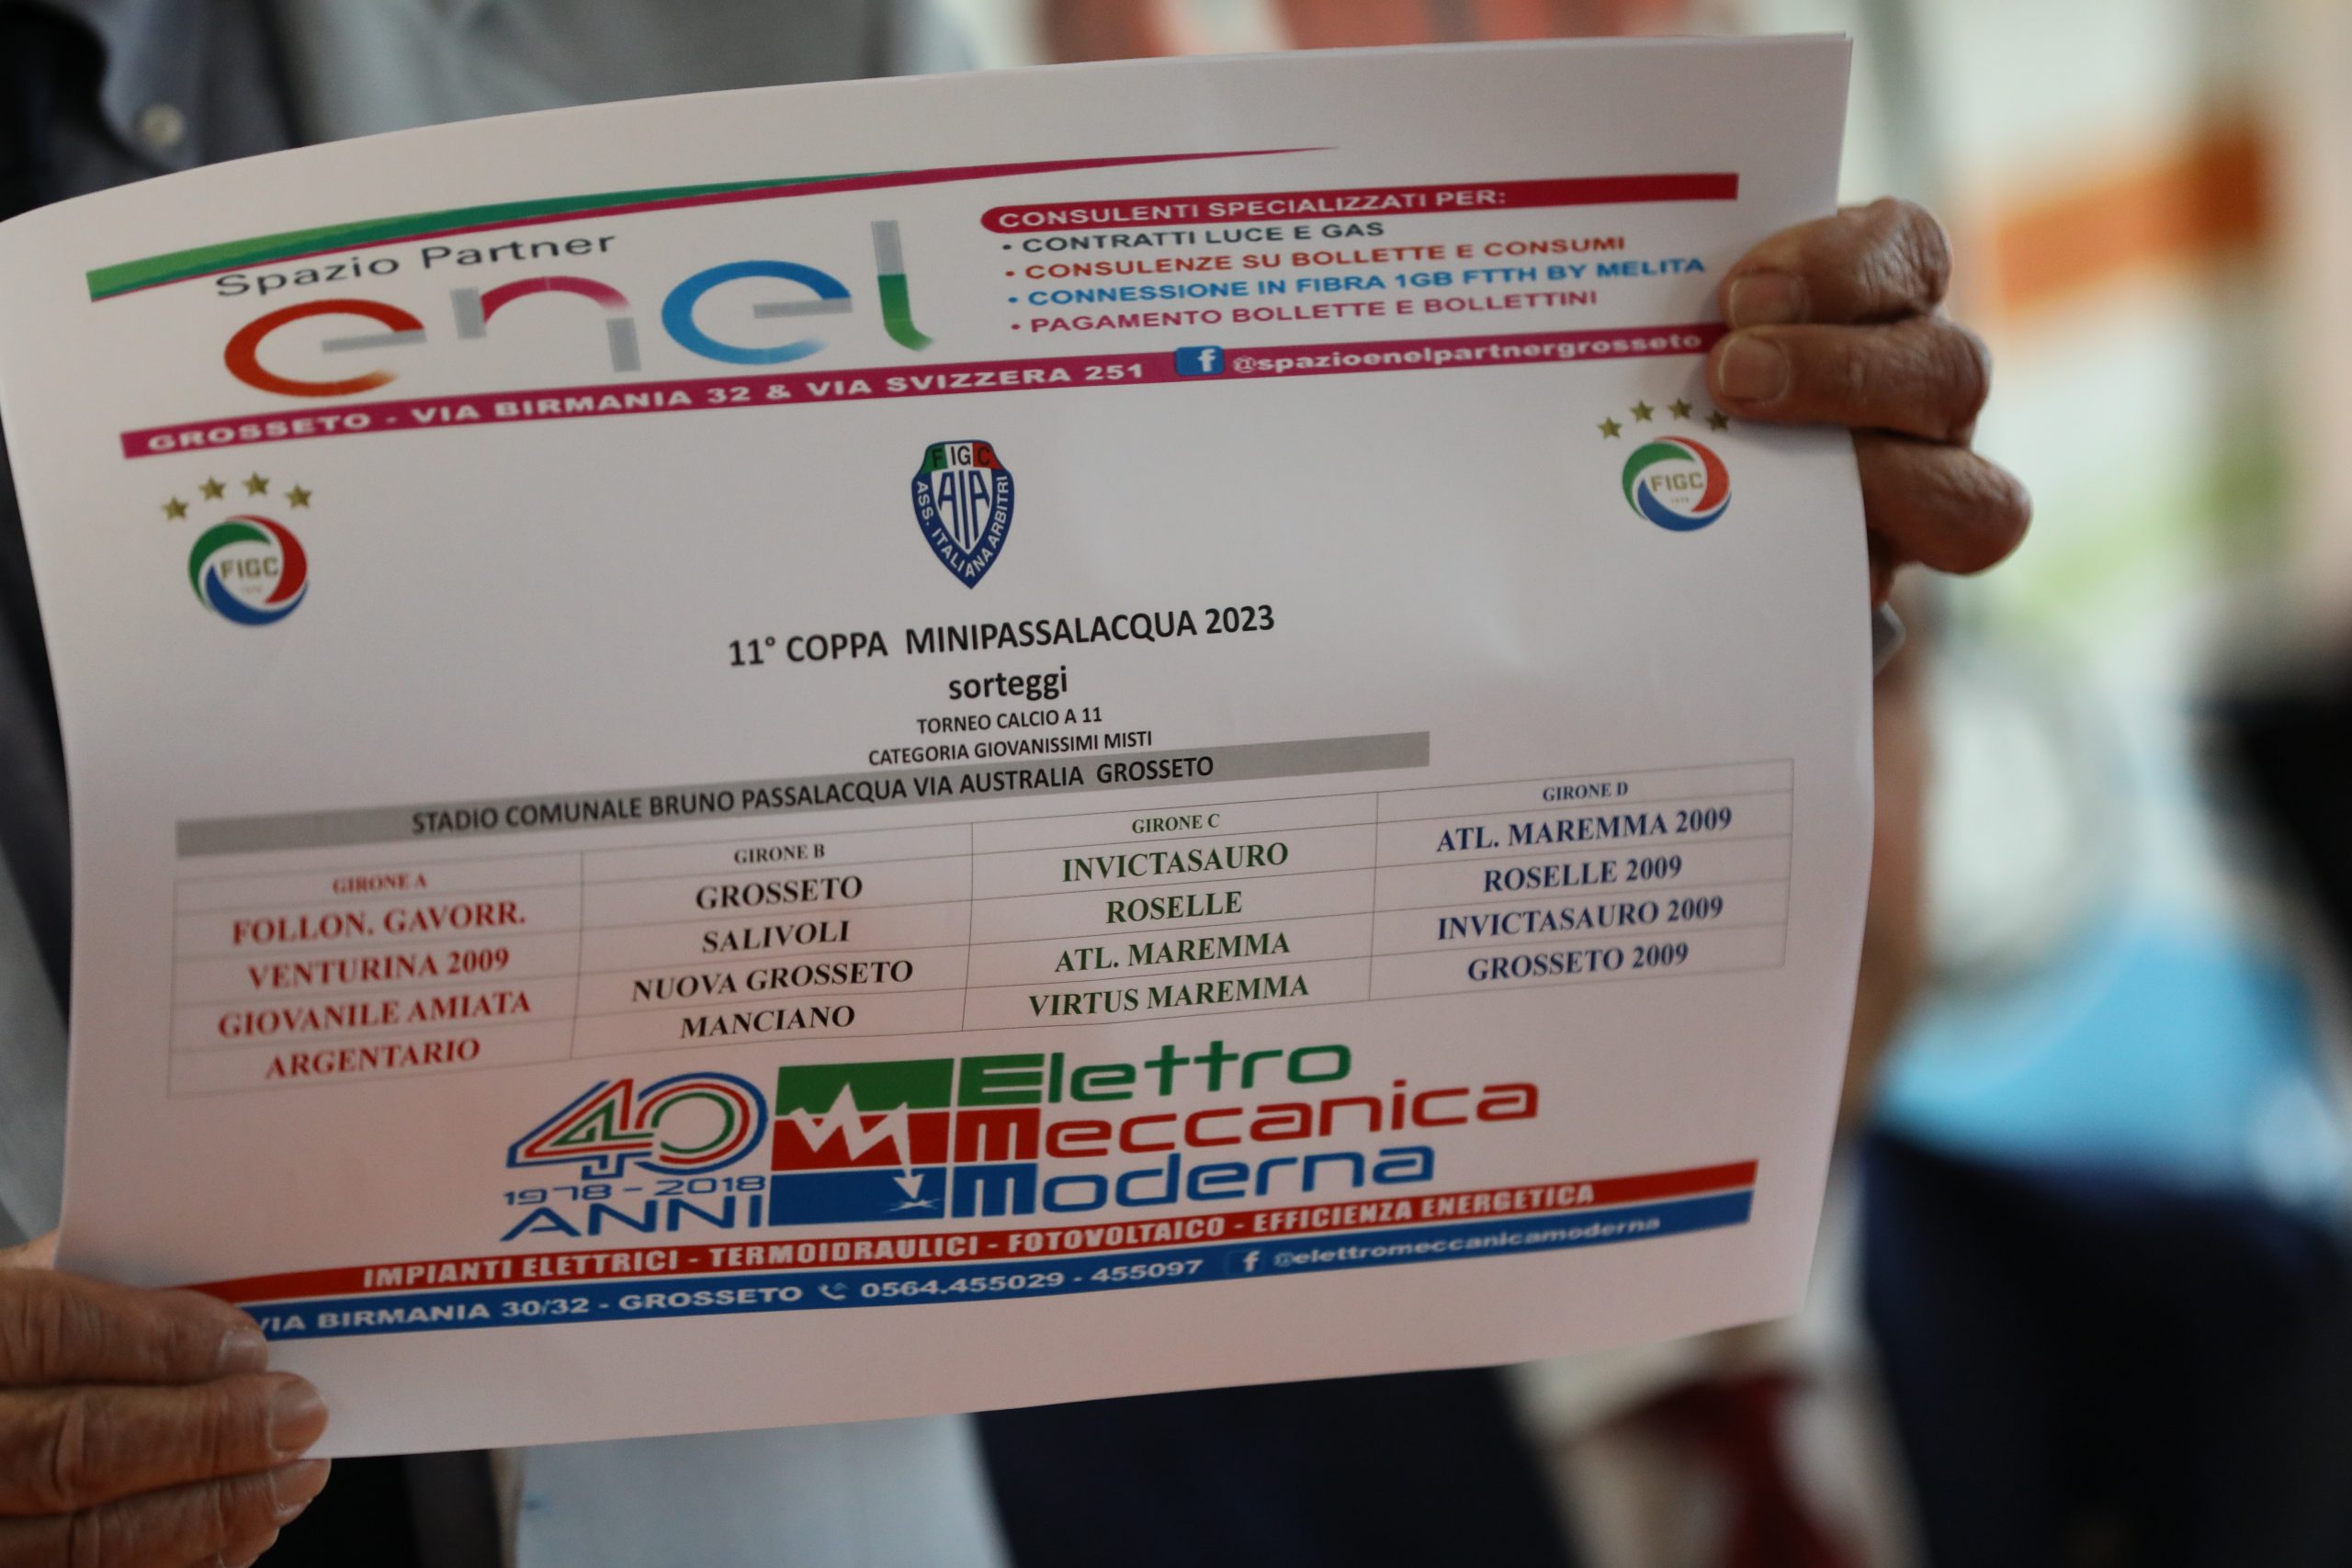 Spazio Partner
enel
CONSULENTI SPECIALIZZATI PER:
• CONTRATTI LUCE E GAS
• CONSULENZE SU BOLLETTE E CONSUMI
• CONNESSIONE IN FIBRA 1GB FTTH BY MELITA
• PAGAMENTO BOLLETTE E BOLLETTINI
GROSSETO - VIA BIRMANIA 32 & VIA SVIZZERA 251 f @spazioenelpartnergrosseto
FIGC
FIGC
AIA
ASS. ITALIANA ARBITRI
FIGC
11° COPPA MINIPASSALACQUA 2023
sorteggi
TORNEO CALCIO A 11
CATEGORIA GIOVANISSIMI MISTI
STADIO COMUNALE BRUNO PASSALACQUA VIA AUSTRALIA GROSSETO
GIRONE A GIRONE B GIRONE C GIRONE D
FOLLON. GAVORR. GROSSETO INVICTASAURO ATL. MAREMMA 2009
VENTURINA 2009 SALIVOLI ROSELLE ROSELLE 2009
GIOVANILE AMIATA NUOVA GROSSETO ATL. MAREMMA INVICTASAURO 2009
ARGENTARIO MANCIANO VIRTUS MAREMMA GROSSETO 2009
40
1978 - 2018
ANNI
Elettro
Meccanica
Moderna
IMPIANTI ELETTRICI - TERMOIDRAULICI - FOTOVOLTAICO - EFFICIENZA ENERGETICA
VIA BIRMANIA 30/32 - GROSSETO 0564.455029 - 455097 f @elettromeccanicamoderna